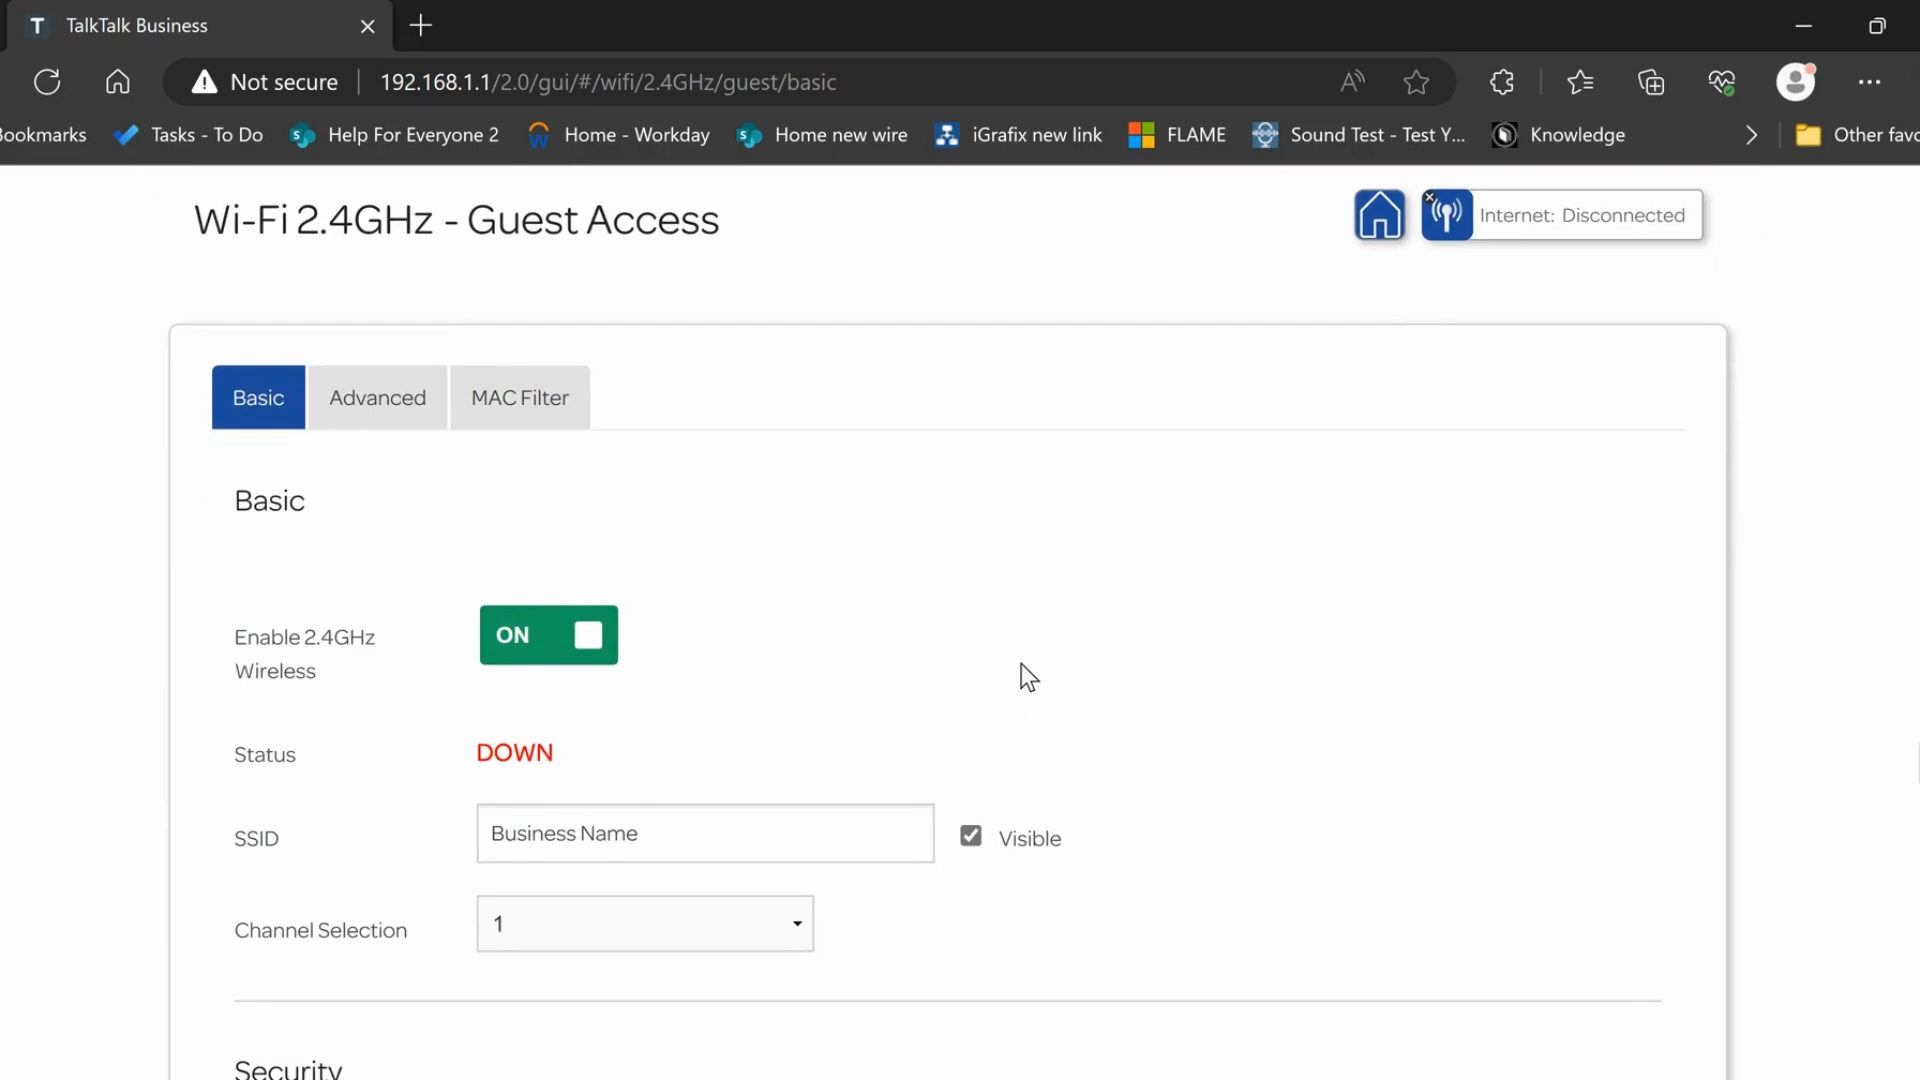 T TalkTalk Business
Not secure 192.168.1.1/2.0/gui/#/wifi/2.4GHz/guest/basic
Bookmarks Tasks - To Do Help For Everyone 2 Home - Workday Home new wire iGrafix new link FLAME Sound Test - Test Y... Knowledge Other favo
Wi-Fi 2.4GHz - Guest Access
Internet: Disconnected
Basic Advanced MAC Filter
Basic
Enable 2.4GHz
Wireless
ON
Status DOWN
SSID Business Name Visible
Channel Selection 1
Security